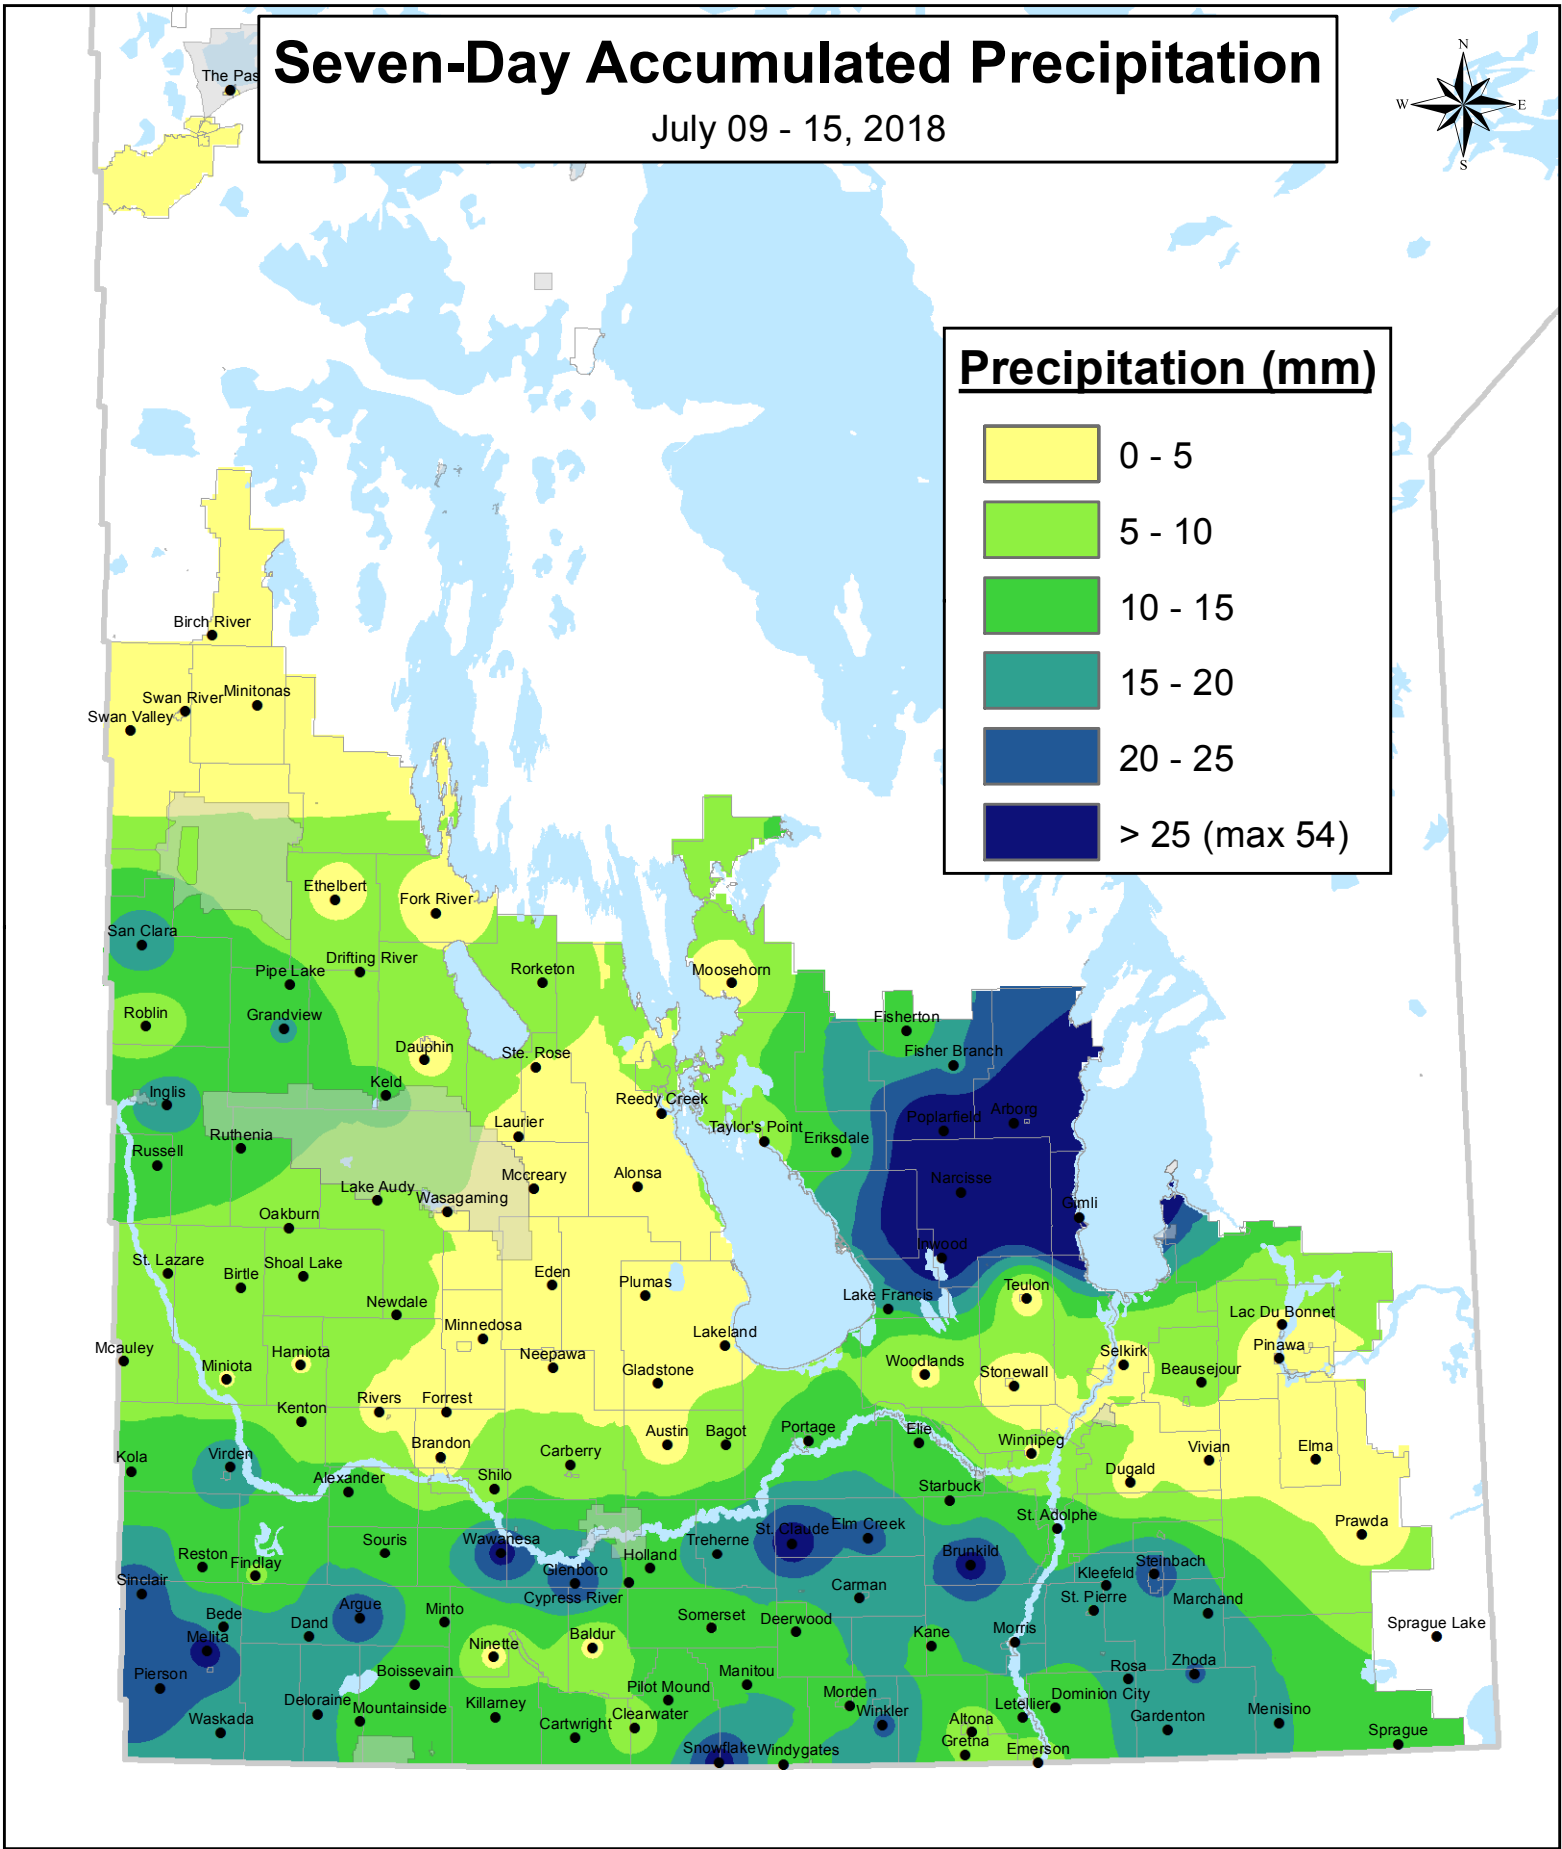 The Pas
Seven-Day Accumulated Precipitation
July 09 - 15, 2018
N
W
E
S
Precipitation (mm)
0 - 5
5 - 10
10 - 15
15 - 20
20 - 25
> 25 (max 54)
Birch River
Swan River
Minitonas
Swan Valley
Ethelbert
Fork River
San Clara
Drifting River
Pipe Lake
Rorketon
Moosehorn
Roblin
Grandview
Fisherton
Dauphin
Ste. Rose
Fisher Branch
Keld
Inglis
Reedy Creek
Laurier
Taylor's Point
Poplarfield
Arborg
Ruthenia
Eriksdale
Russell
Mccreary
Alonsa
Narcisse
Lake Audy
Wasagaming
Gimli
Oakburn
Inwood
St. Lazare
Birtle
Shoal Lake
Eden
Plumas
Teulon
Newdale
Lake Francis
Lac Du Bonnet
Minnedosa
Lakeland
Mcauley
Hamiota
Neepawa
Selkirk
Pinawa
Miniota
Gladstone
Woodlands
Stonewall
Beausejour
Rivers
Forrest
Kenton
Austin
Bagot
Portage
Elie
Brandon
Carberry
Winnipeg
Vivian
Elma
Kola
Virden
Dugald
Alexander
Shilo
Starbuck
St. Adolphe
Prawda
Souris
Wawanesa
Treherne
St. Claude
Elm Creek
Reston
Findlay
Holland
Brunkild
Steinbach
Sinclair
Glenboro
Kleefeld
Cypress River
Carman
St. Pierre
Marchand
Bede
Argue
Minto
Dand
Somerset
Deerwood
Sprague Lake
Melita
Ninette
Baldur
Kane
Morris
Pierson
Boissevain
Manitou
Rosa
Zhoda
Pilot Mound
Deloraine
Mountainside
Killarney
Morden
Letellier
Dominion City
Waskada
Cartwright
Clearwater
Winkler
Altona
Gardenton
Menisino
Sprague
Snowflake
Windygates
Gretna
Emerson